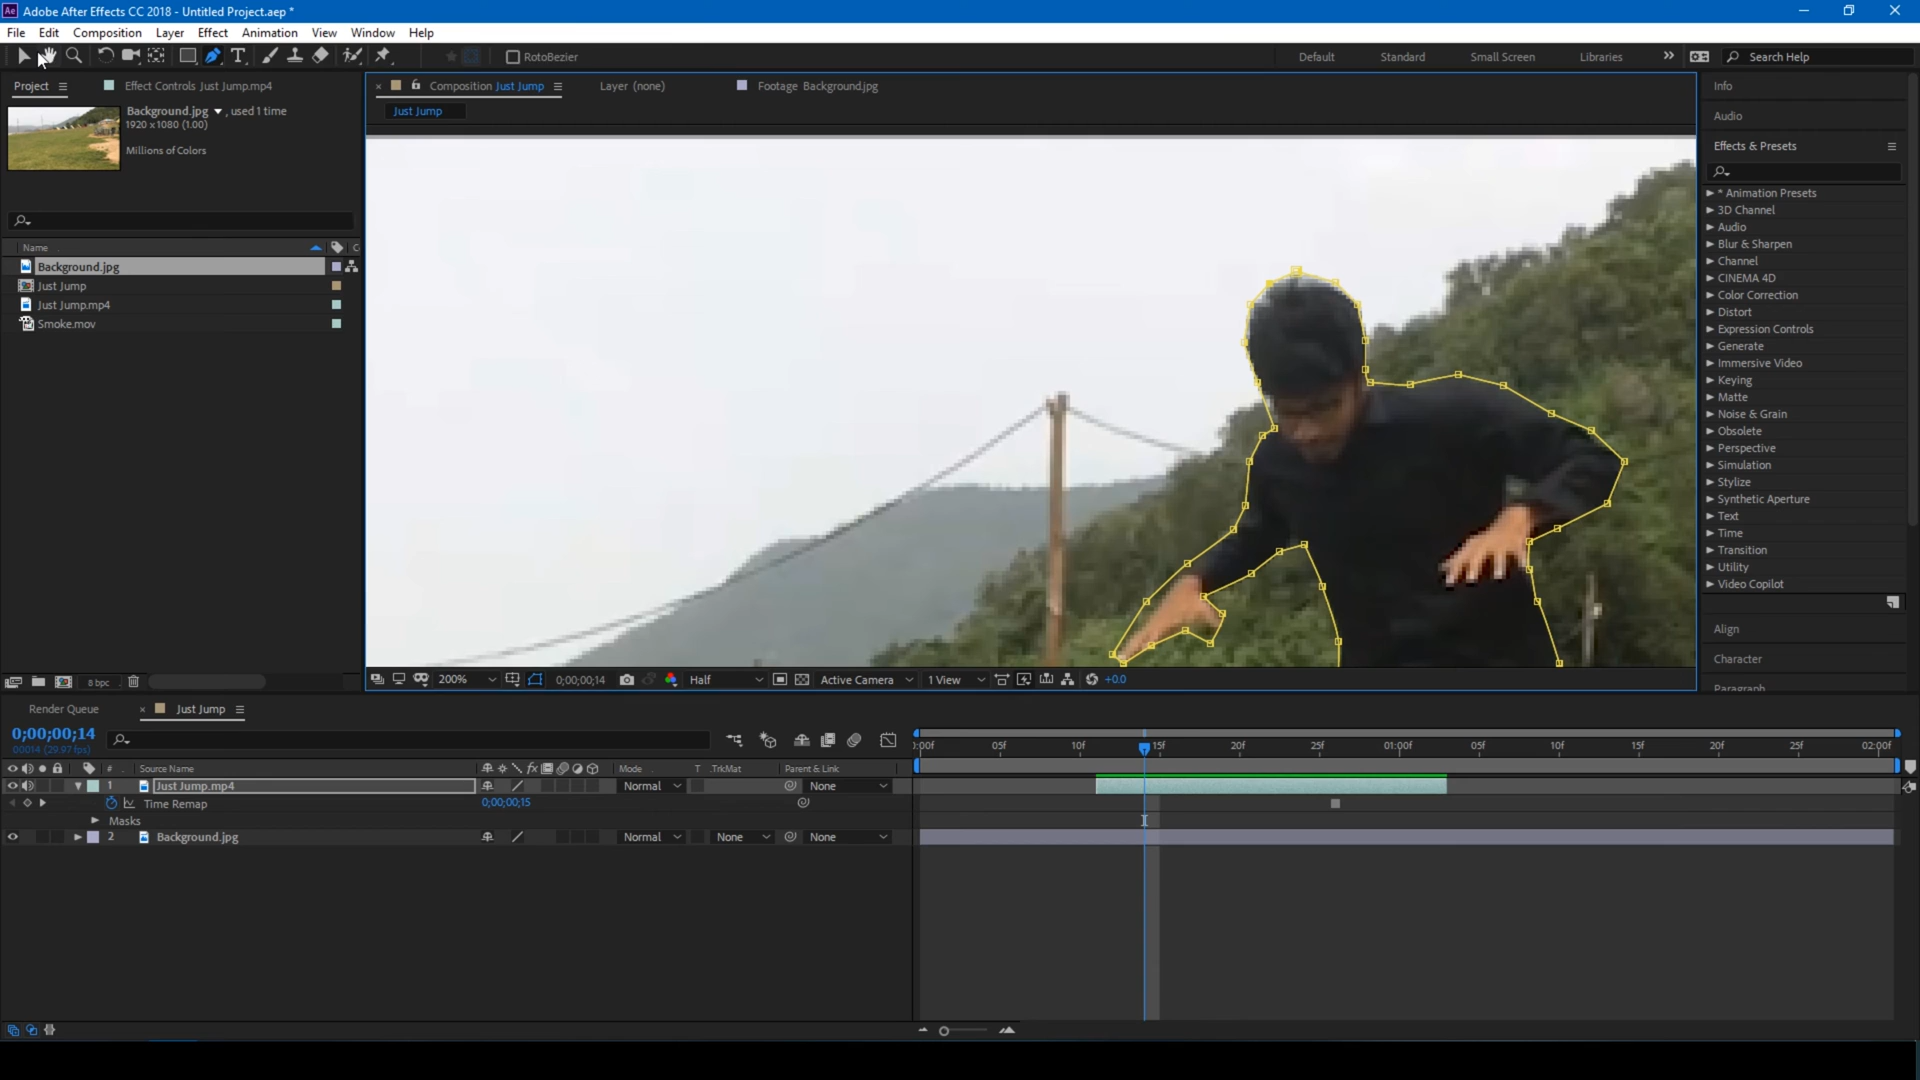 Ae Adobe After Effects CC 2018 - Untitled Project.aep *
File Edit Composition Layer Effect Animation View Window Help
T RotoBezier Default Standard Small Screen Libraries >> Search Help
Project Effect Controls Just Jump.mp4 × Composition Just Jump Layer (none) Footage Background.jpg Info
Background.jpg , used 1 time
1920 x 1080 (1.00)
Millions of Colors
Just Jump
Audio
Effects & Presets
Name
Background.jpg
Just Jump
Just Jump.mp4
Smoke.mov
* Animation Presets
3D Channel
Audio
Blur & Sharpen
Channel
CINEMA 4D
Color Correction
Distort
Expression Controls
Generate
Immersive Video
Keying
Matte
Noise & Grain
Obsolete
Perspective
Simulation
Stylize
Synthetic Aperture
Text
Time
Transition
Utility
Video Copilot
Align
Character
Paragraph
8 bpc
200% 0;00;00;14 Half Active Camera 1 View +0.0
Render Queue × Just Jump
0;00;00;14
00014 (29.97 fps)
:00f 05f 10f 15f 20f 25f 01:00f 05f 10f 15f 20f 25f 02:00f
# Source Name fx Mode T .TrkMat Parent & Link
1 Just Jump.mp4 Normal None
Time Remap 0;00;00;15
Masks
2 Background.jpg Normal None None